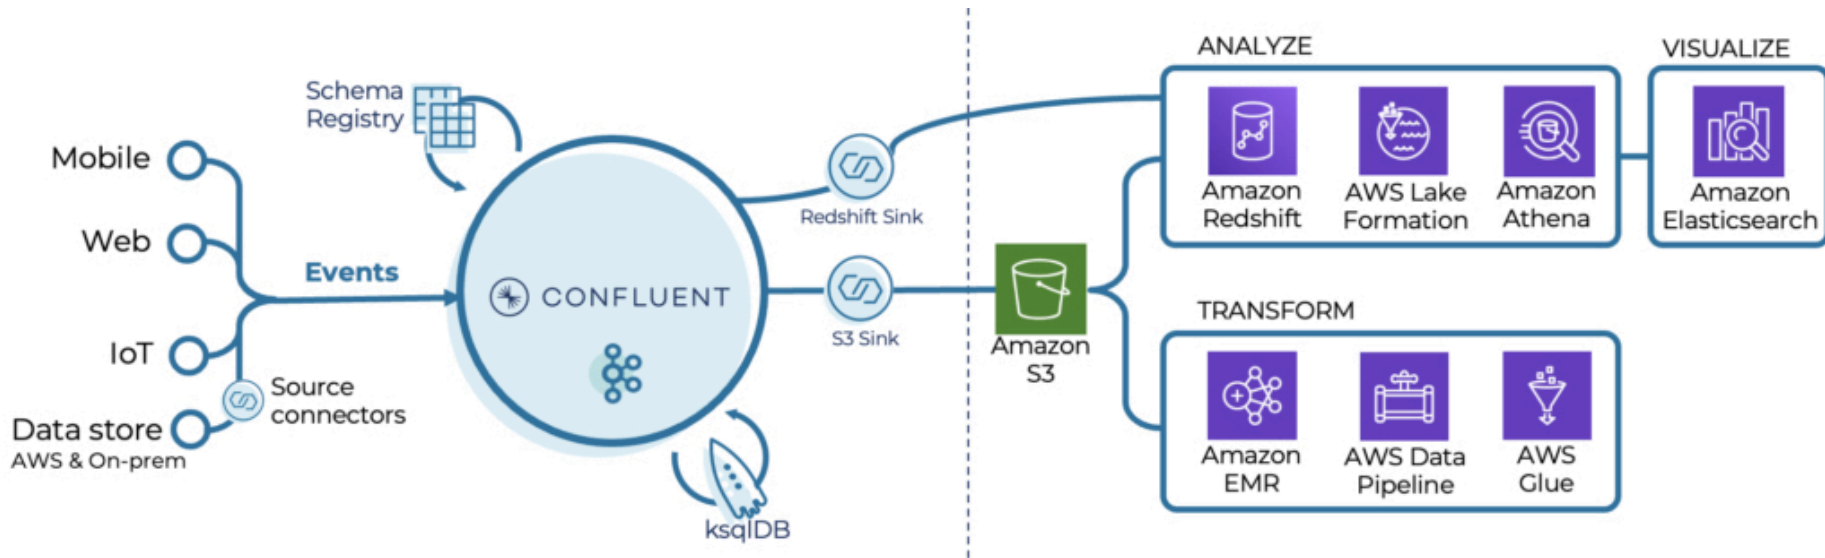 Schema
Registry
Mobile
Web
IoT
Data store
AWS & On-prem
Source
connectors
Events
CONFLUENT
ksqlDB
Redshift Sink
S3 Sink
Amazon
S3
ANALYZE
Amazon
Redshift
AWS Lake
Formation
Amazon
Athena
VISUALIZE
Amazon
Elasticsearch
TRANSFORM
Amazon
EMR
AWS Data
Pipeline
AWS
Glue